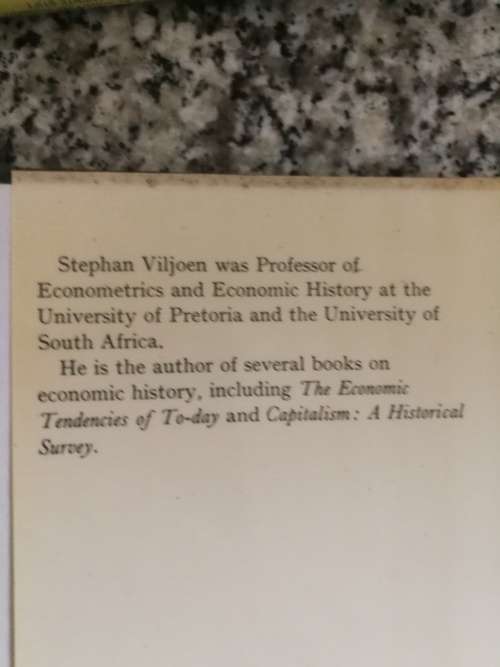 Stephan Viljoen was Professor of
Econometrics and Economic History at the
University of Pretoria and the University of
South Africa.
He is the author of several books on
economic history, including The Economic
Tendencies of To-day and Capitalism: A Historical
Survey.